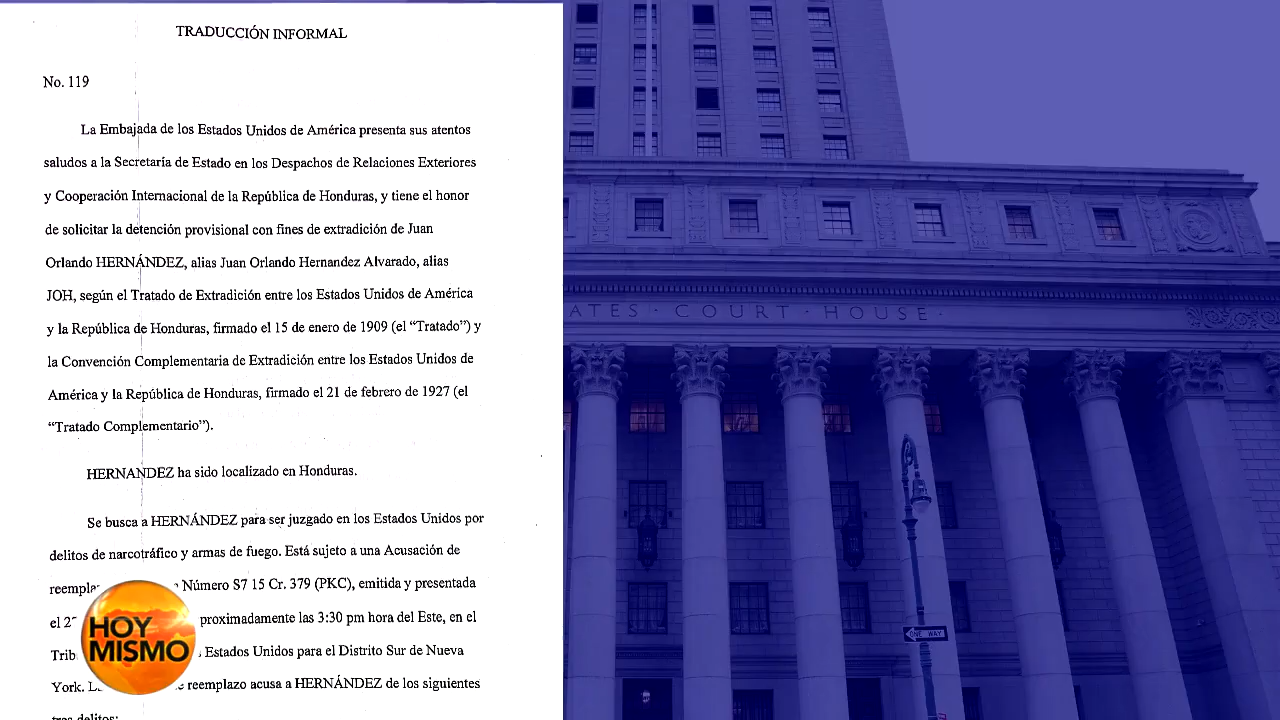 TRADUCCIÓN INFORMAL
No. 119
La Embajada de los Estados Unidos de América presenta sus atentos
saludos a la Secretaría de Estado en los Despachos de Relaciones Exteriores
y Cooperación Internacional de la República de Honduras, y tiene el honor
de solicitar la detención provisional con fines de extradición de Juan
Orlando HERNÁNDEZ, alias Juan Orlando Hernandez Alvarado, alias
JOH, según el Tratado de Extradición entre los Estados Unidos de América
y la República de Honduras, firmado el 15 de enero de 1909 (el “Tratado”) y
la Convención Complementaria de Extradición entre los Estados Unidos de
América y la República de Honduras, firmado el 21 de febrero de 1927 (el
“Tratado Complementario”).
HERNANDEZ ha sido localizado en Honduras.
Se busca a HERNÁNDEZ para ser juzgado en los Estados Unidos por
delitos de narcotráfico y armas de fuego. Está sujeto a una Acusación de
Número S7 15 Cr. 379 (PKC), emitida y presentada
el proximadamente las 3:30 pm hora del Este, en el
Estados Unidos para el Distrito Sur de Nueva
York. reemplazo acusa a HERNÁNDEZ de los siguientes
tres delitos:
HOY
MISMO
ATES · COURT · HOUSE ·
ONE WAY